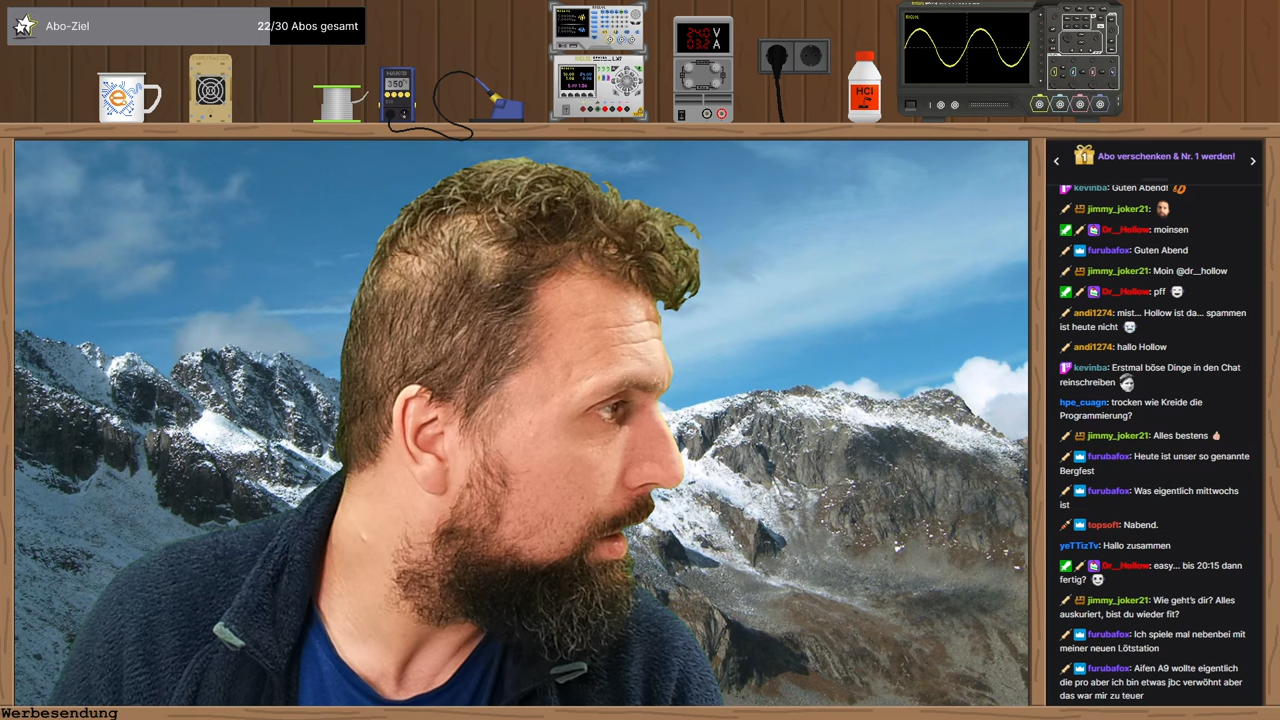 Abo-Ziel
22/30 Abos gesamt
24.0 V
03.2 A
350
HCl
Abo verschenken & Nr. 1 werden!
kevinba: Guten Abend!
jimmy_joker21:
Dr__Hollow: moinsen
furubafox: Guten Abend
jimmy_joker21: Moin @dr__hollow
Dr__Hollow: pff
andi1274: mist... Hollow ist da... spammen
ist heute nicht
andi1274: hallo Hollow
kevinba: Erstmal böse Dinge in den Chat
reinschreiben
hpe_cuagn: trocken wie Kreide die
Programmierung?
jimmy_joker21: Alles bestens
furubafox: Heute ist unser so genannte
Bergfest
furubafox: Was eigentlich mittwochs
ist
topsoft: Nabend.
yeTTizTv: Hallo zusammen
Dr__Hollow: easy... bis 20:15 dann
fertig?
jimmy_joker21: Wie geht's dir? Alles
auskuriert, bist du wieder fit?
furubafox: Ich spiele mal nebenbei mit
meiner neuen Lötstation
furubafox: Aifen A9 wollte eigentlich
die pro aber ich bin etwas jbc verwöhnt aber
das war mir zu teuer
Werbesendung